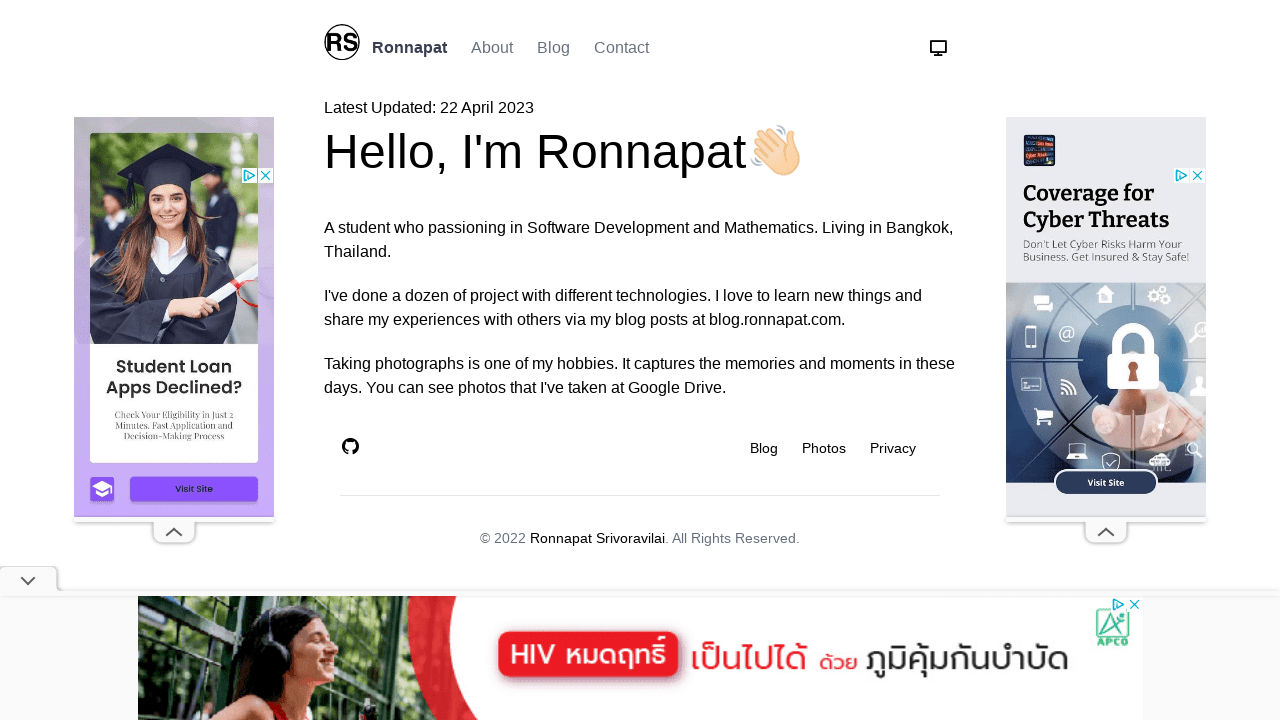 RS
Ronnapat About Blog Contact
Latest Updated: 22 April 2023
Hello, I'm Ronnapat👋🏻
A student who passioning in Software Development and Mathematics. Living in Bangkok,
Thailand.
I've done a dozen of project with different technologies. I love to learn new things and
share my experiences with others via my blog posts at blog.ronnapat.com.
Taking photographs is one of my hobbies. It captures the memories and moments in these
days. You can see photos that I've taken at Google Drive.
Blog Photos Privacy
© 2022 Ronnapat Srivoravilai. All Rights Reserved.
Student Loan
Apps Declined?
Check Your Eligibility in Just 2
Minutes. Fast Application and
Decision-Making Process
Visit Site
Coverage for
Cyber Threats
Don't Let Cyber Risks Harm Your
Business. Get Insured & Stay Safe!
@
Visit Site
HIV หมดฤทธิ์ เป็นไปได้ ด้วย ภูมิคุ้มกันบำบัด
APCO